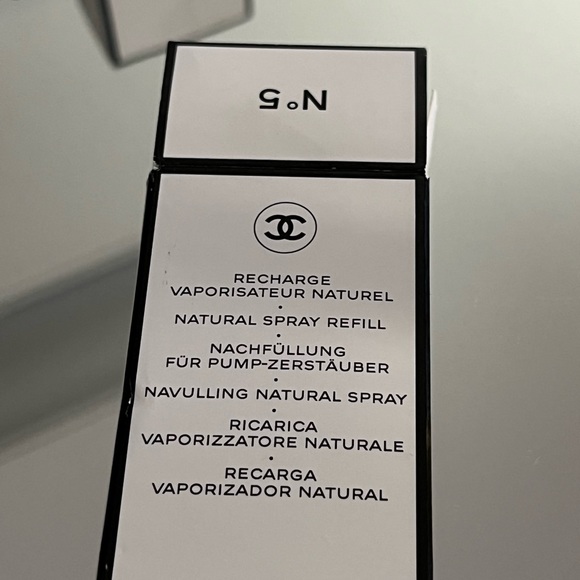 N°5
RECHARGE
VAPORISATEUR NATUREL
•
NATURAL SPRAY REFILL
•
NACHFÜLLUNG
FÜR PUMP-ZERSTÄUBER
•
NAVULLING NATURAL SPRAY
•
RICARICA
VAPORIZZATORE NATURALE
•
RECARGA
VAPORIZADOR NATURAL